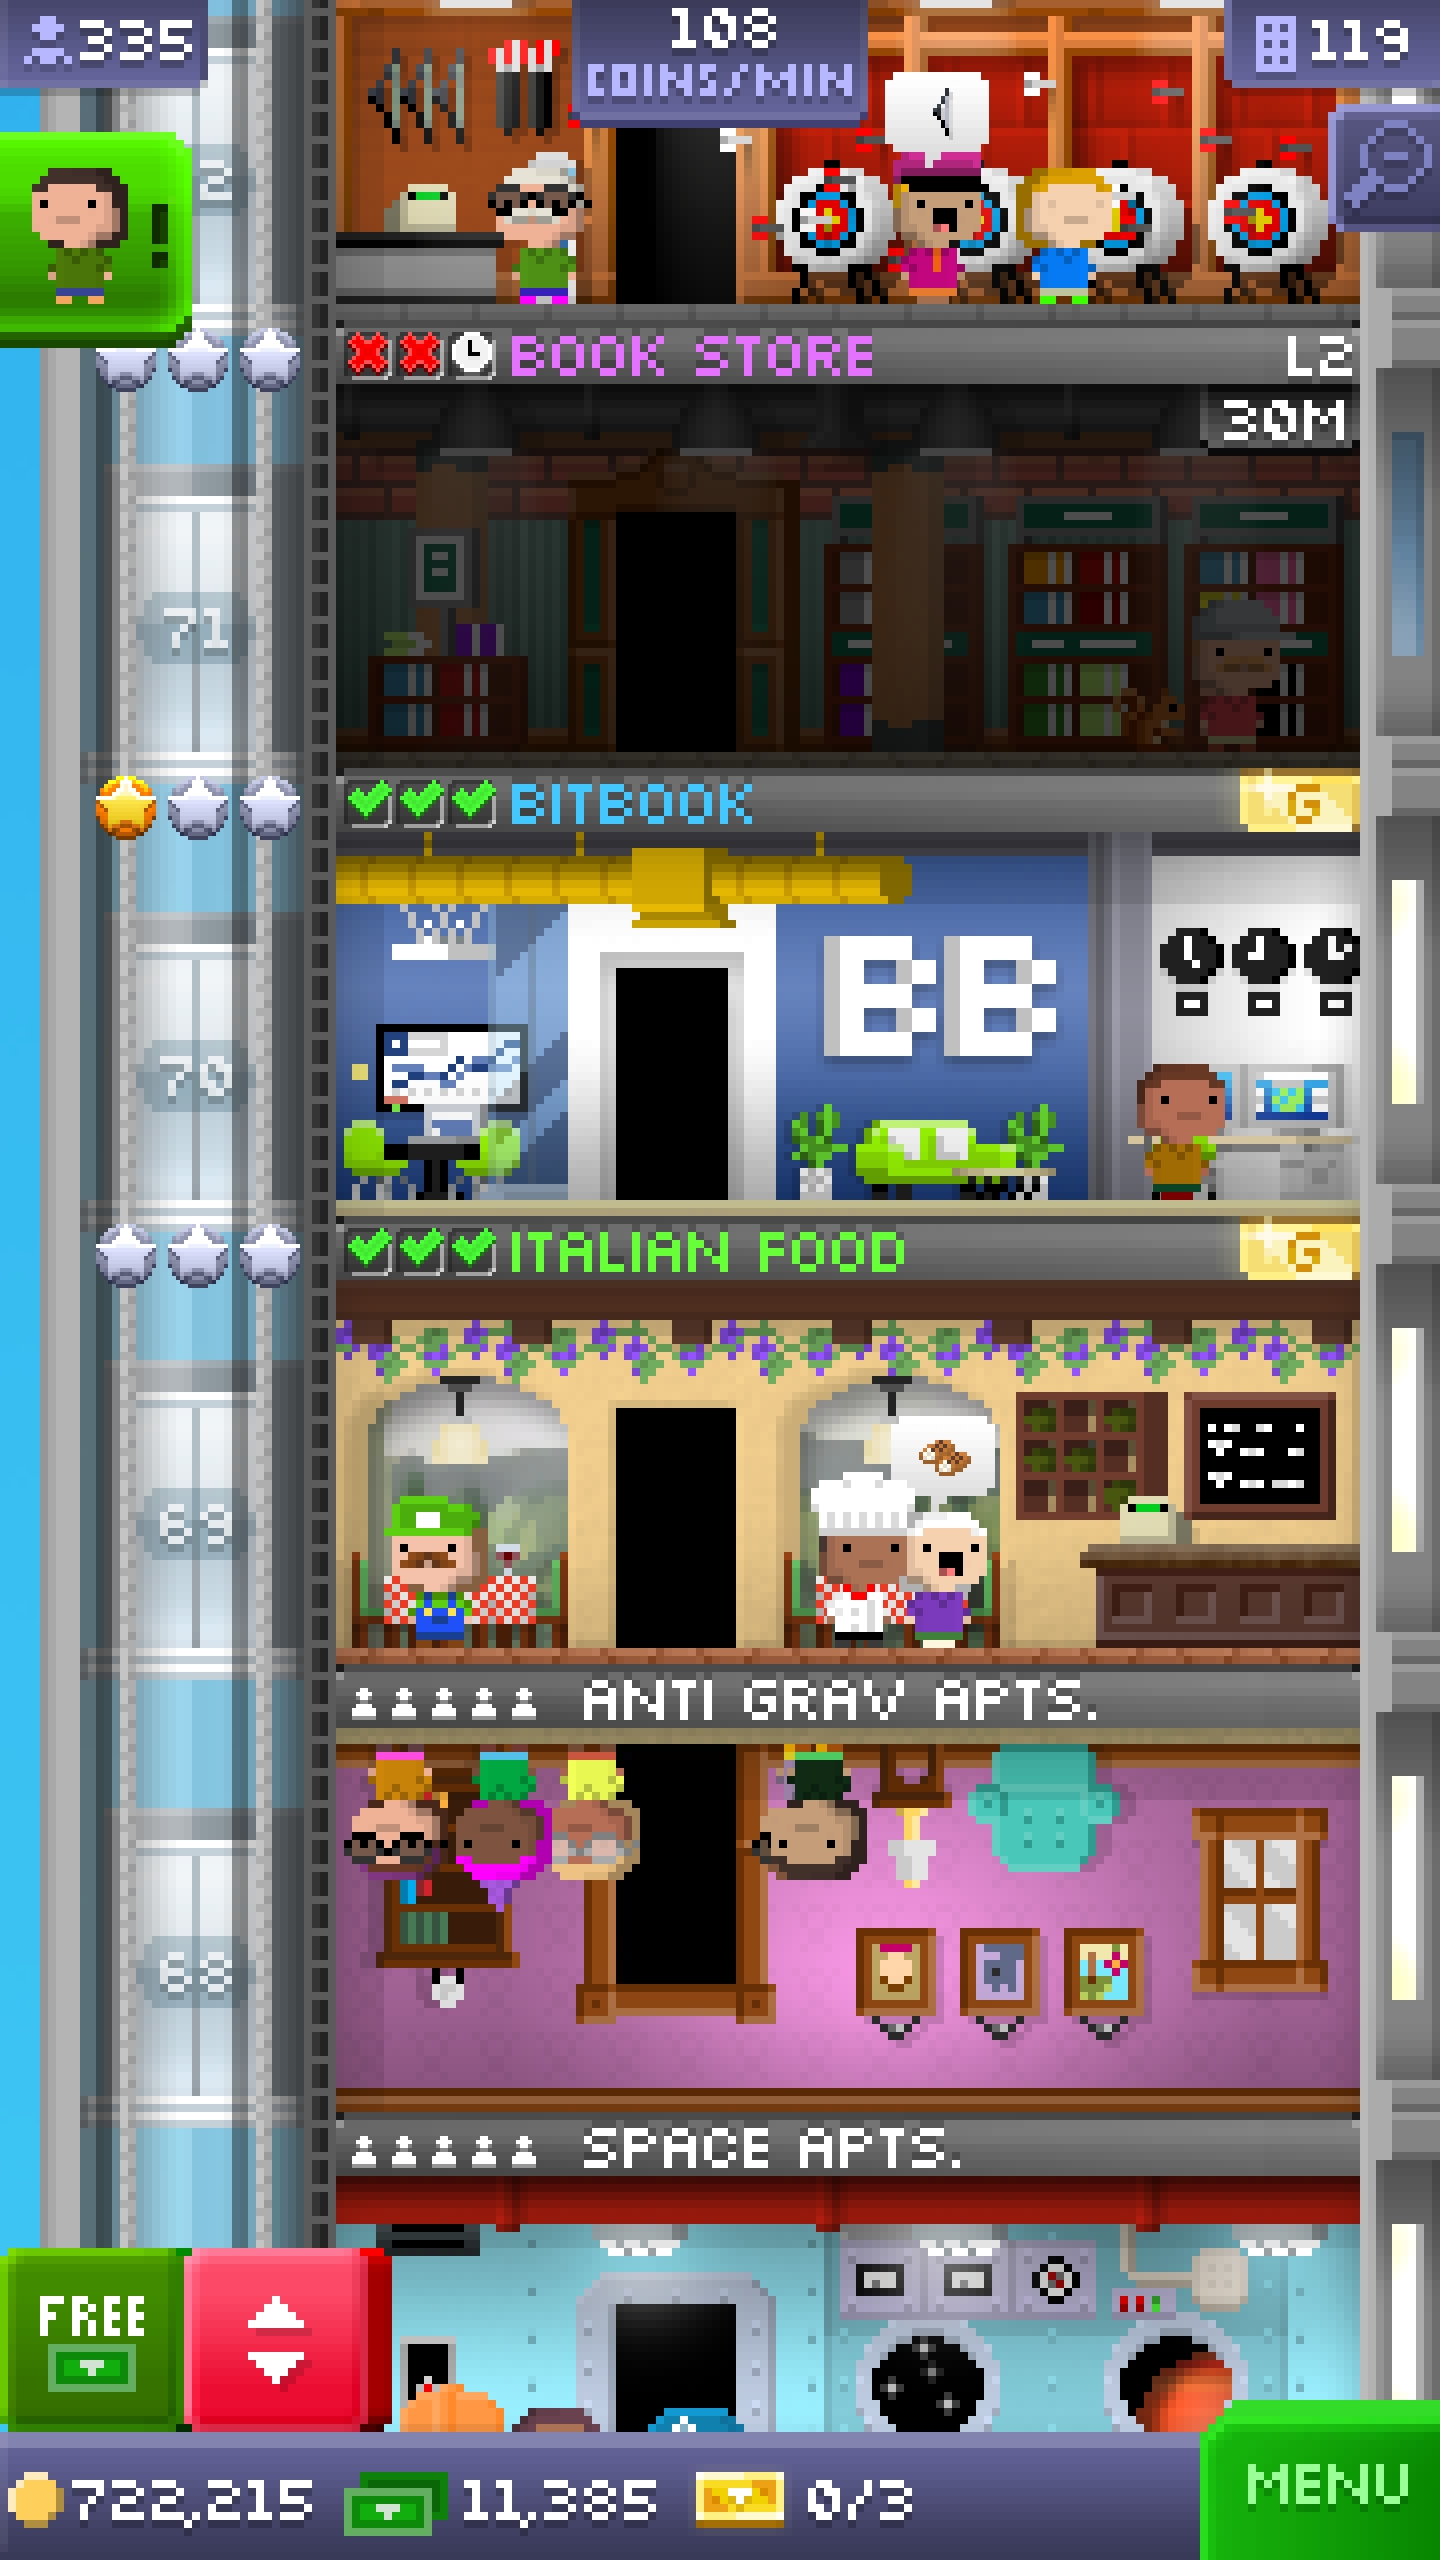 335
108
COINS/MIN
119
2
!
BOOK STORE
L2
30M
71
BITBOOK
G
BB
70
ITALIAN FOOD
G
69
ANTI GRAV APTS.
68
SPACE APTS.
FREE
722,215
11,385
0/3
MENU